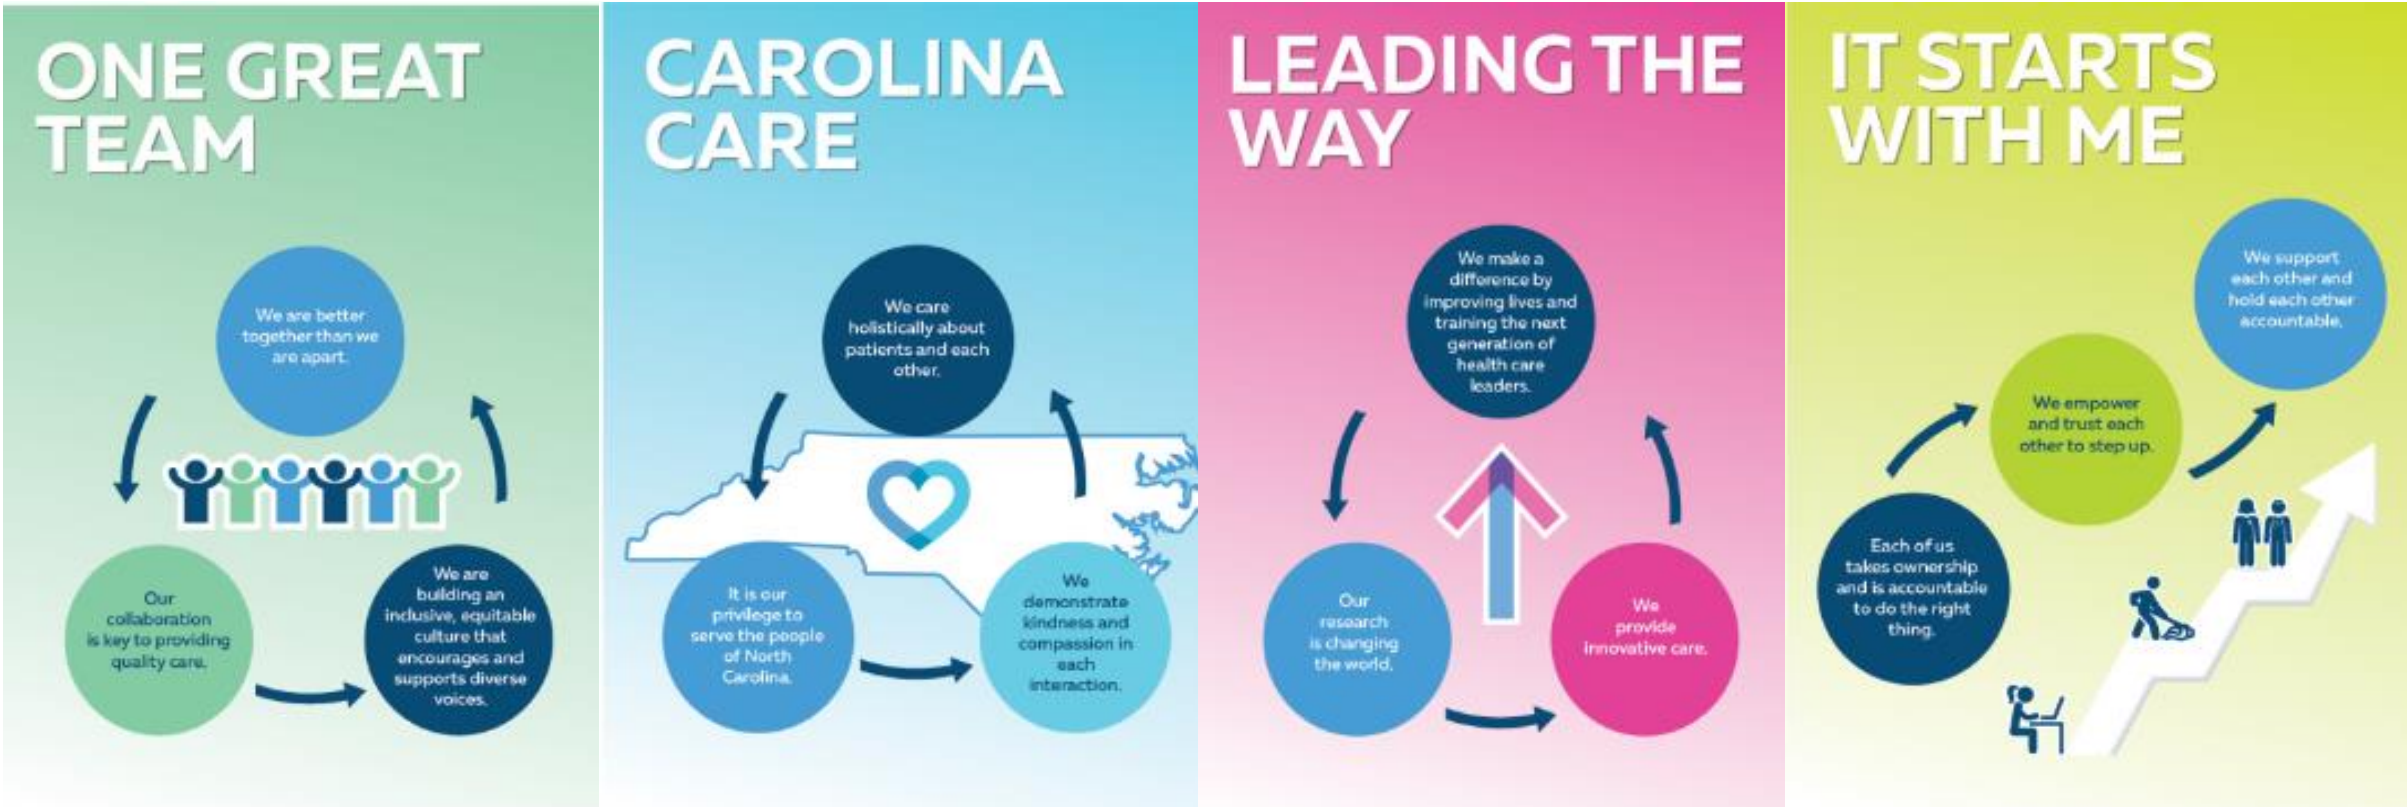 ONE GREAT
TEAM
We are better
together than we
are apart.
Our
collaboration
is key to providing
quality care.
We are
building an
inclusive, equitable
culture that
encourages and
supports diverse
voices.
CAROLINA
CARE
We care
holistically about
patients and each
other.
It is our
privilege to
serve the people
of North
Carolina.
We
demonstrate
kindness and
compassion in
each
interaction.
LEADING THE
WAY
We make a
difference by
improving lives and
training the next
generation of
health care
leaders.
Our
research
is changing
the world.
We
provide
innovative care.
IT STARTS
WITH ME
Each of us
takes ownership
and is accountable
to do the right
thing.
We empower
and trust each
other to step up.
We support
each other and
hold each other
accountable.